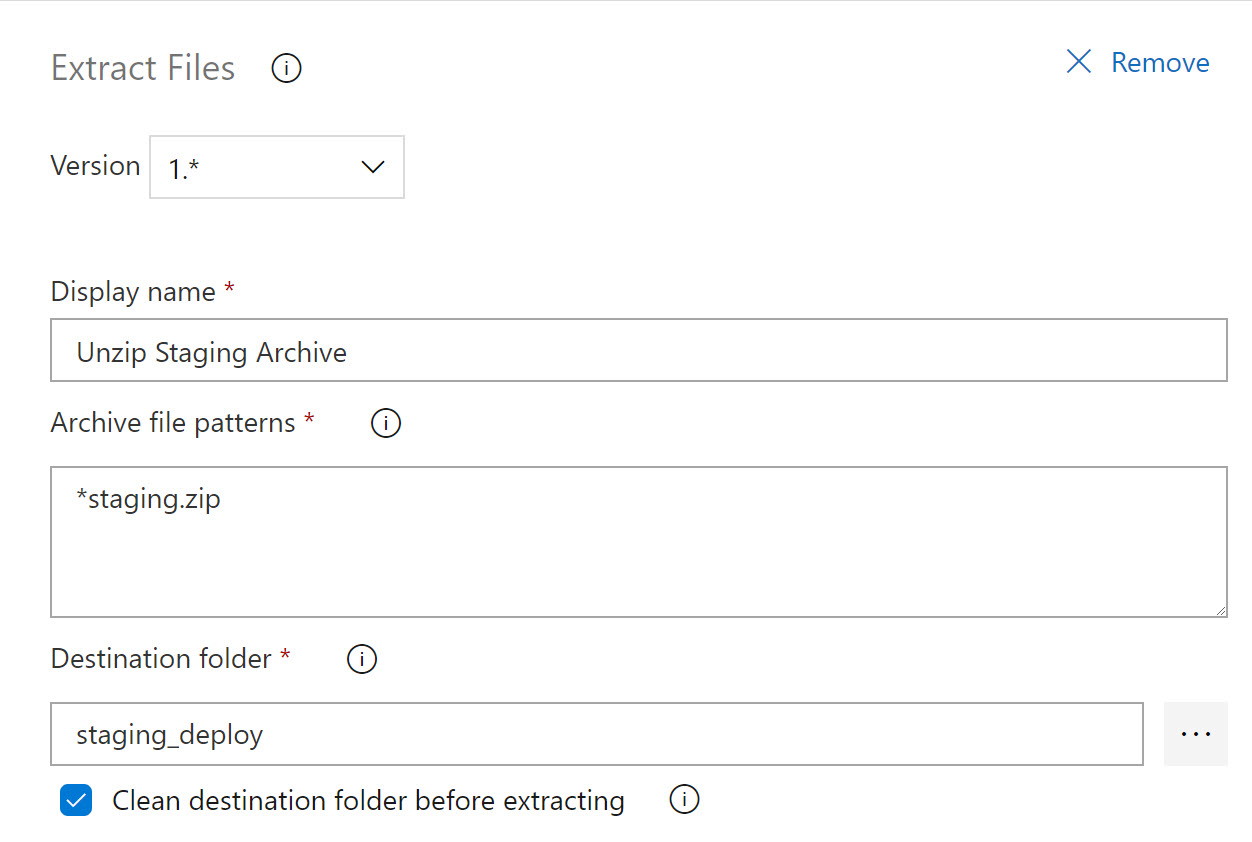 Extract Files
Remove
Version 1.*
Display name *
Unzip Staging Archive
Archive file patterns *
*staging.zip
Destination folder *
staging_deploy
Clean destination folder before extracting